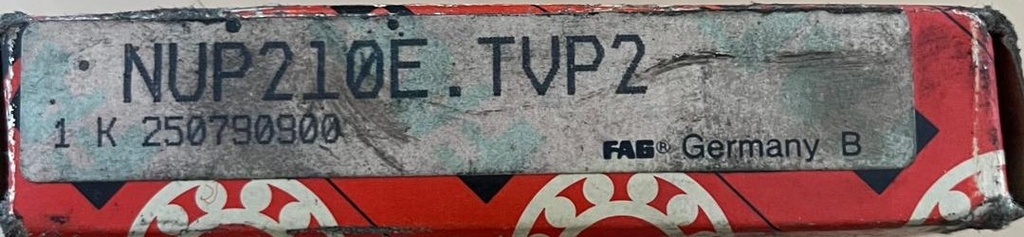 NUP210E.TVP2
1 K 250790900
FAG® Germany B